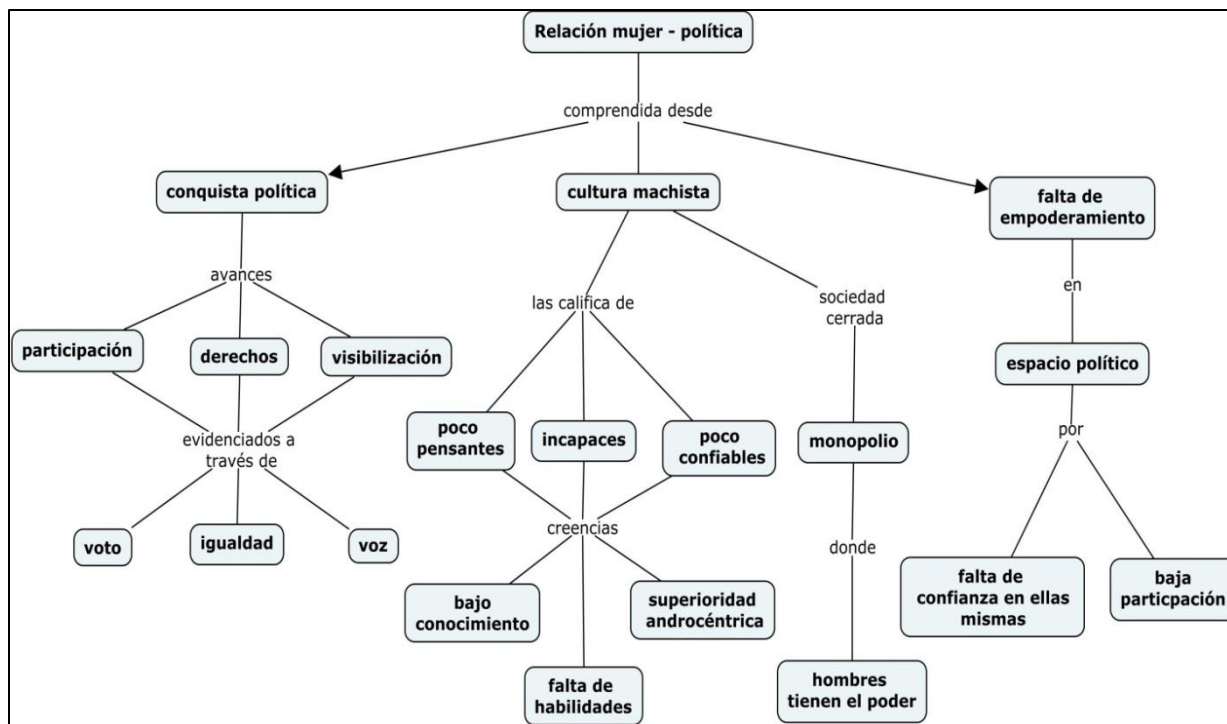 Relación mujer - política
comprendida desde
conquista política
cultura machista
falta de
empoderamiento
avances
las califica de
sociedad
cerrada
en
participación
derechos
visibilización
espacio político
poco
pensantes
incapaces
poco
confiables
monopolio
por
evidenciados a
través de
creencias
donde
voto
igualdad
voz
bajo
conocimiento
superioridad
androcéntrica
falta de
confianza en ellas
mismas
baja
particpación
falta de
habilidades
hombres
tienen el poder